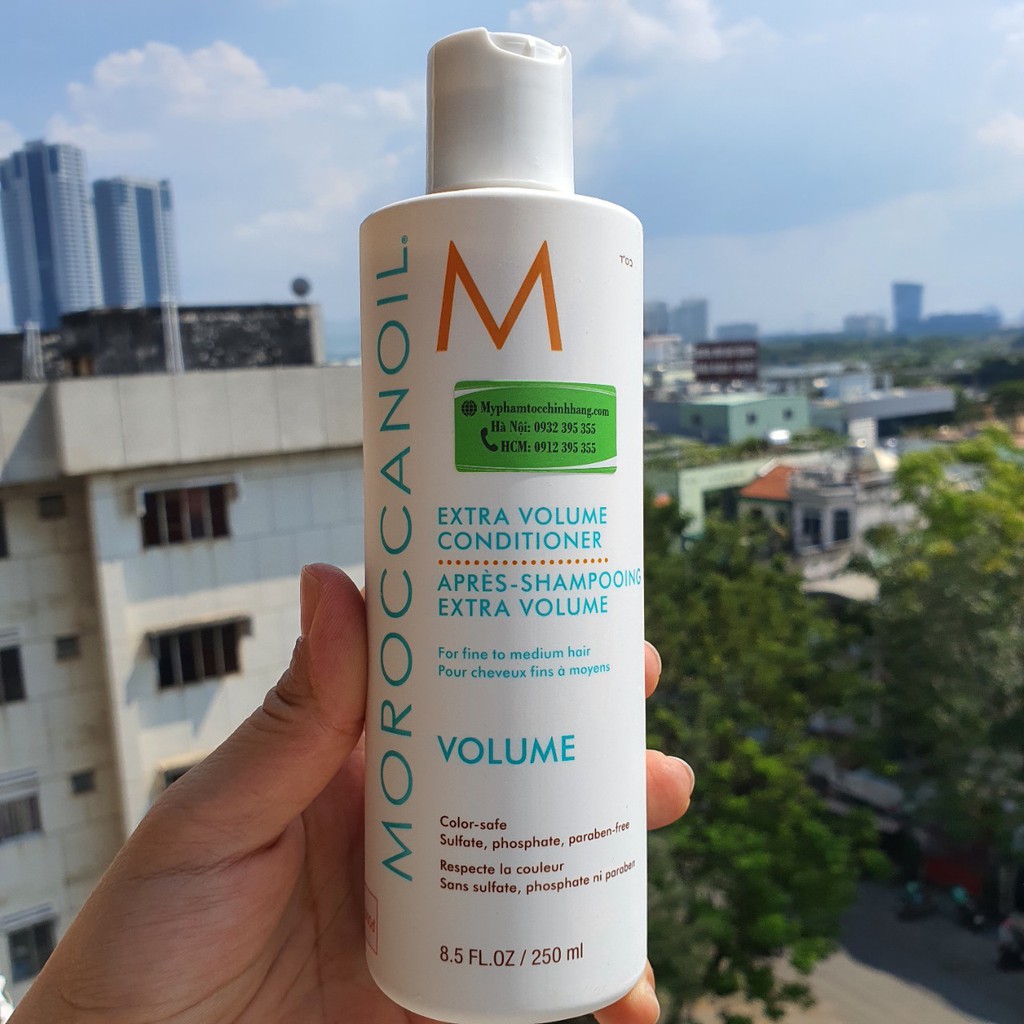 MOROCCANOIL.
M
Myphamtocchinhhang.com
Hà Nội: 0932 395 355
HCM: 0912 395 355
EXTRA VOLUME
CONDITIONER
APRÈS-SHAMPOOING
EXTRA VOLUME
For fine to medium hair
Pour cheveux fins à moyens
VOLUME
Color-safe
Sulfate, phosphate, paraben-free
Respecte la couleur
Sans sulfate, phosphate ni paraben
8.5 FL.OZ / 250 ml